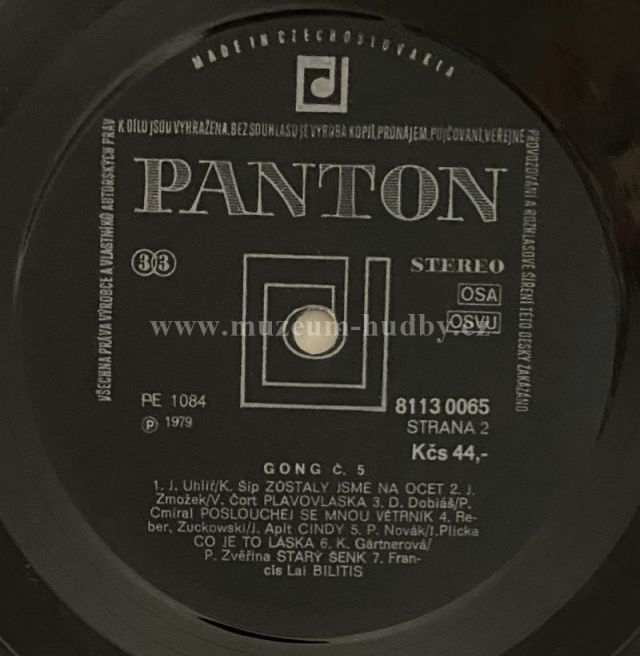 MADE IN CZECHOSLOVAKIA
VŠECHNA PRÁVA VÝROBCE A VLASTNÍKŮ AUTORSKÝCH PRÁV
K DÍLŮ JSOU VYHRAŽENA. BEZ SOUHLASU JE VÝROBA KOPIÍ, PRONÁJEM, PŮJČOVÁNÍ, VEŘEJNÉ
PROVOZOVÁNÍ A ROZHLASOVÉ ŠÍŘENÍ TÉTO DESKY ZAKÁZÁNO
PANTON
33
STEREO
OSA
OSVU
www.muzeum-hudby.cz
PE 1084
Ⓟ 1979
8113 0065
STRANA 2
Kčs 44,-
GONG Č. 5
1. J. Uhlíř/K. Šíp ZŮSTALY JSME NA OCET 2. J.
Zmožek/V. Čort PLAVOVLÁSKA 3. D. Dobiáš/P.
Cmíral POSLOUCHEJ SE MNOU VĚTRNÍK 4. Re-
ber, Zuckowski/J. Aplt CINDY 5. P. Novák/I. Plicka
CO JE TO LÁSKA 6. K. Gärtnerová/
P. Zvěřina STARÝ ŠENK 7. Fran-
cis Lai BILITIS